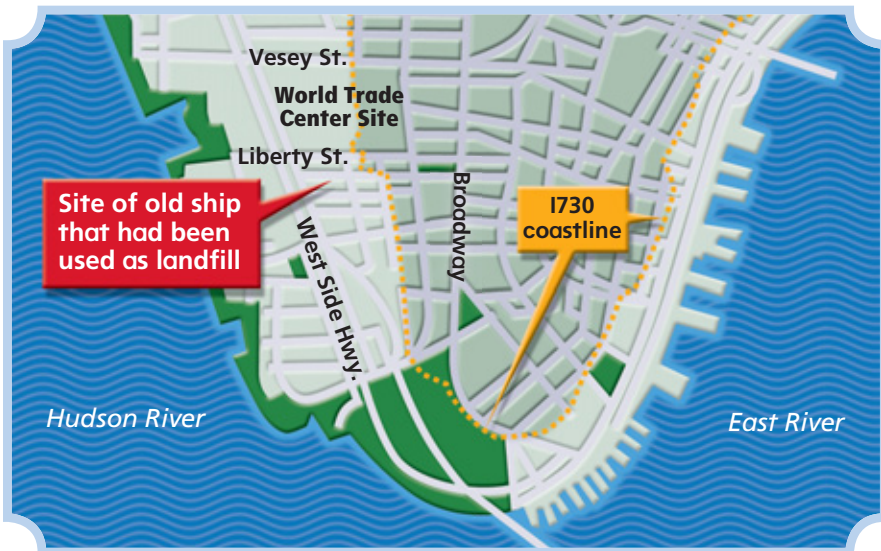 Vesey St.
World Trade
Center Site
Liberty St.
Site of old ship
that had been
used as landfill
West Side Hwy.
Broadway
1730
coastline
Hudson River
East River